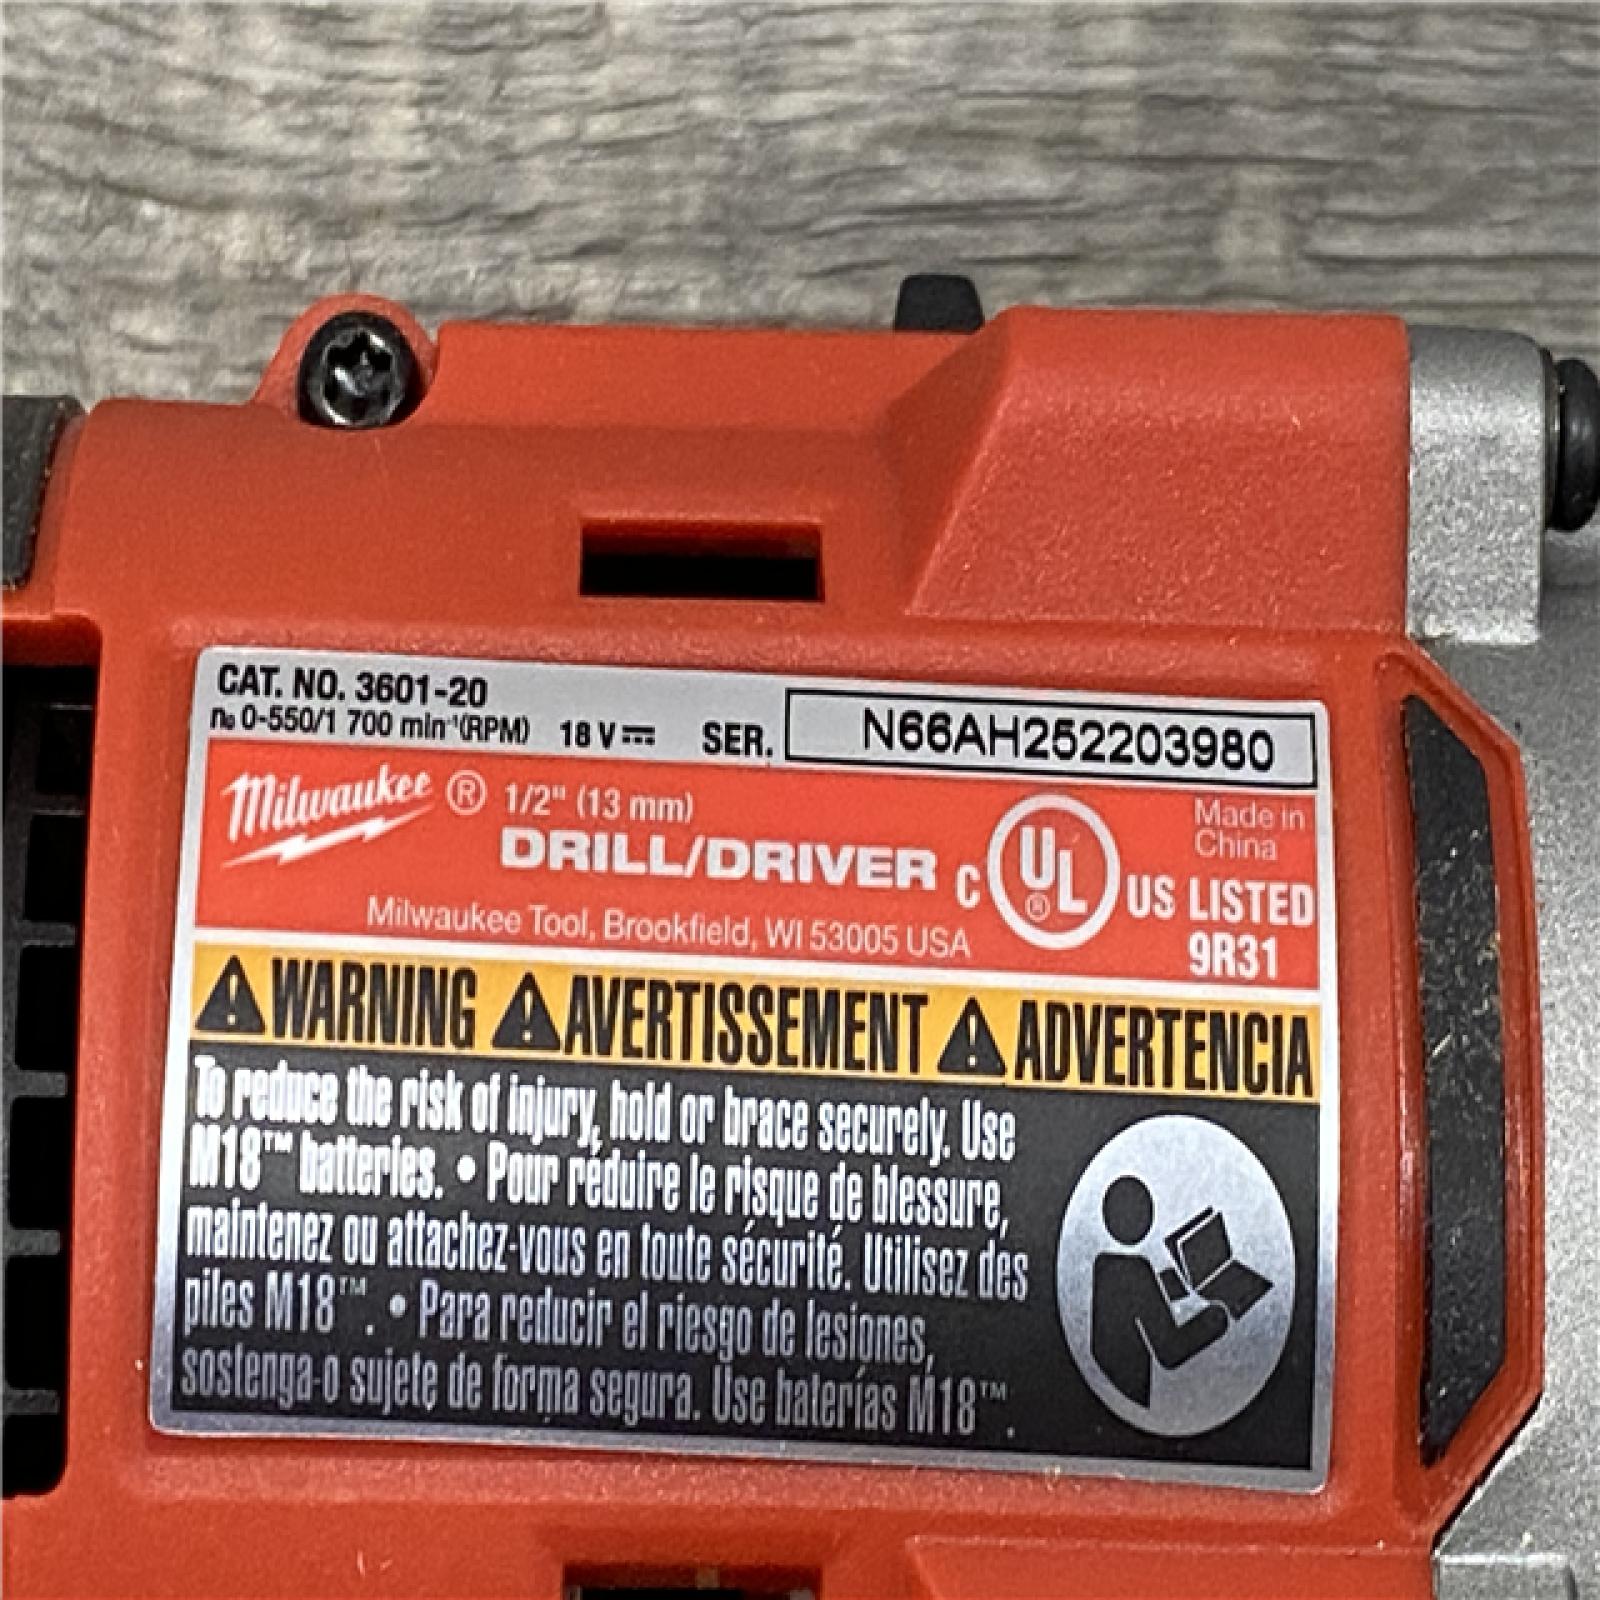 CAT. NO. 3601-20
n₀ 0-550/1 700 min⁻¹(RPM) 18 V⎓ SER. N66AH252203980
Milwaukee ® 1/2" (13 mm)
DRILL/DRIVER
Milwaukee Tool, Brookfield, WI 53005 USA
C UL ® US LISTED
9R31
Made in
China
WARNING AVERTISSEMENT ADVERTENCIA
To reduce the risk of injury, hold or brace securely. Use
M18™ batteries. • Pour réduire le risque de blessure,
maintenez ou attachez-vous en toute sécurité. Utilisez des
piles M18™. • Para reducir el riesgo de lesiones,
sostenga-o sujete de forma segura. Use baterías M18™.